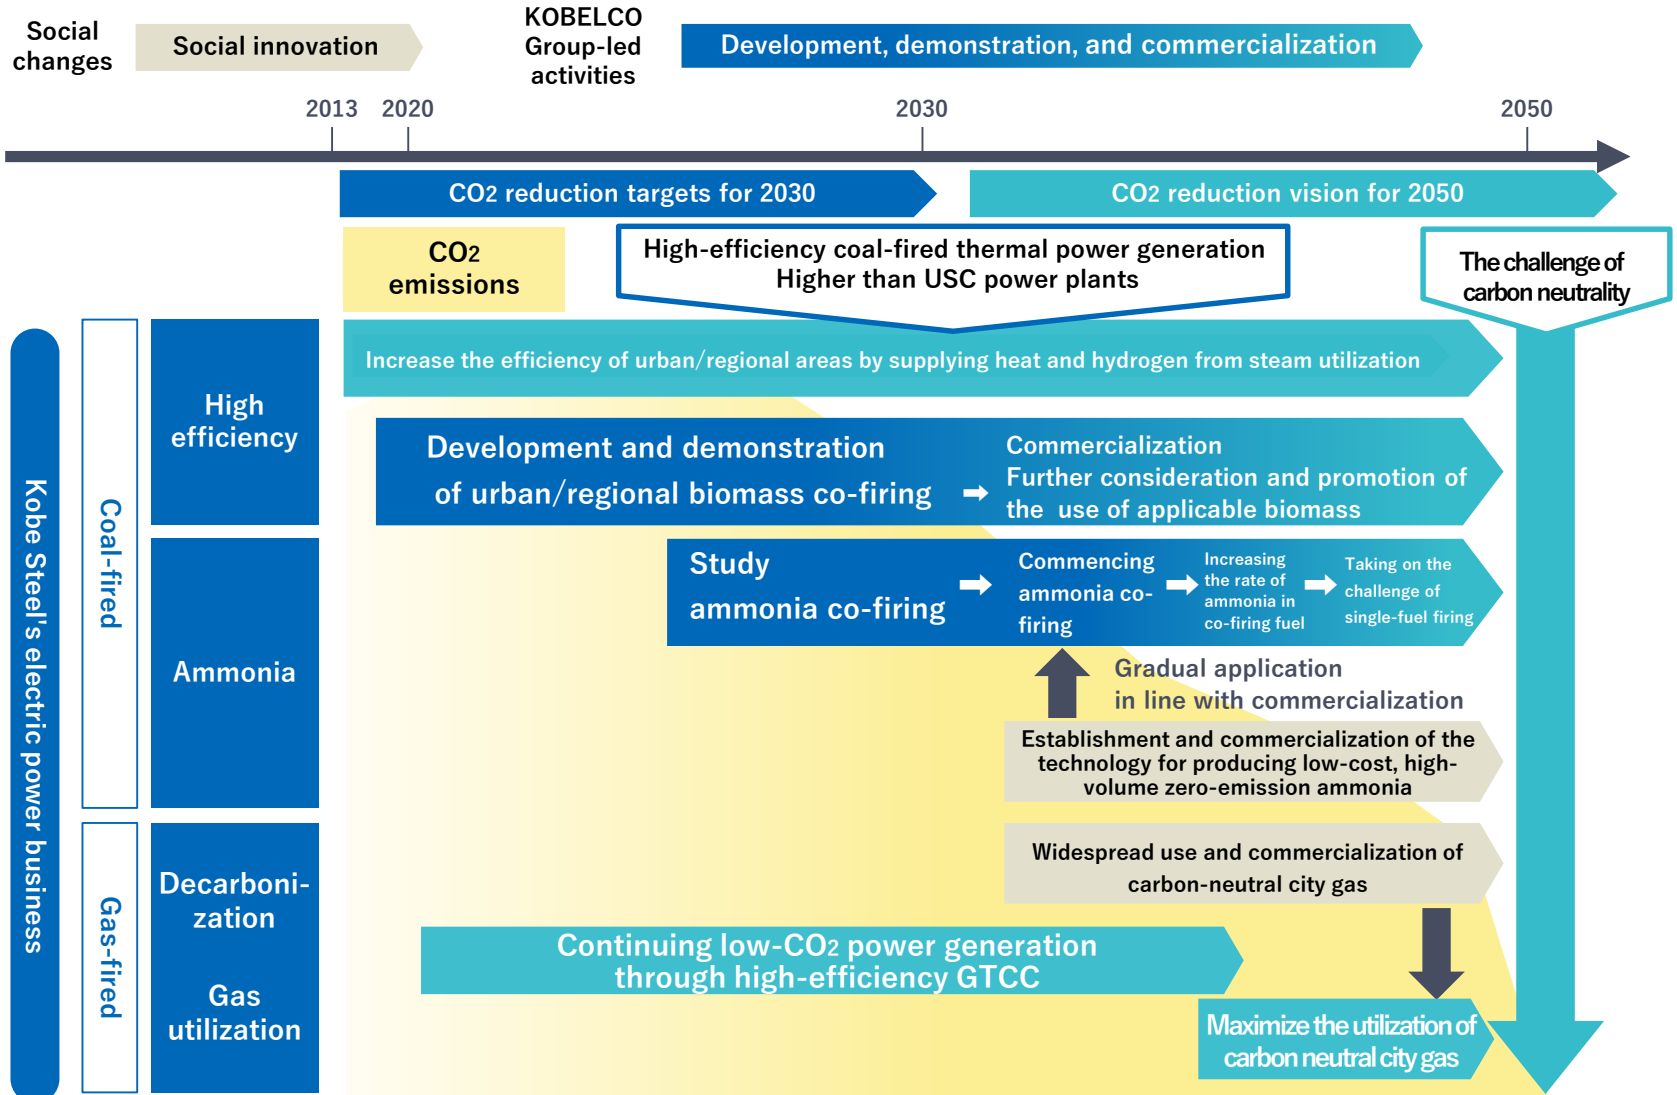 Social
changes
Social innovation
KOBELCO
Group-led
activities
Development, demonstration, and commercialization
2013
2020
2030
2050
CO2 reduction targets for 2030
CO2 reduction vision for 2050
CO2
emissions
High-efficiency coal-fired thermal power generation
Higher than USC power plants
The challenge of
carbon neutrality
Kobe Steel's electric power business
Coal-fired
High
efficiency
Increase the efficiency of urban/regional areas by supplying heat and hydrogen from steam utilization
Development and demonstration
of urban/regional biomass co-firing
Commercialization
Further consideration and promotion of
the use of applicable biomass
Ammonia
Study
ammonia co-firing
Commencing
ammonia co-
firing
Increasing
the rate of
ammonia in
co-firing fuel
Taking on the
challenge of
single-fuel firing
Gradual application
in line with commercialization
Establishment and commercialization of the
technology for producing low-cost, high-
volume zero-emission ammonia
Gas-fired
Decarboni-
zation
Gas
utilization
Widespread use and commercialization of
carbon-neutral city gas
Continuing low-CO2 power generation
through high-efficiency GTCC
Maximize the utilization of
carbon neutral city gas